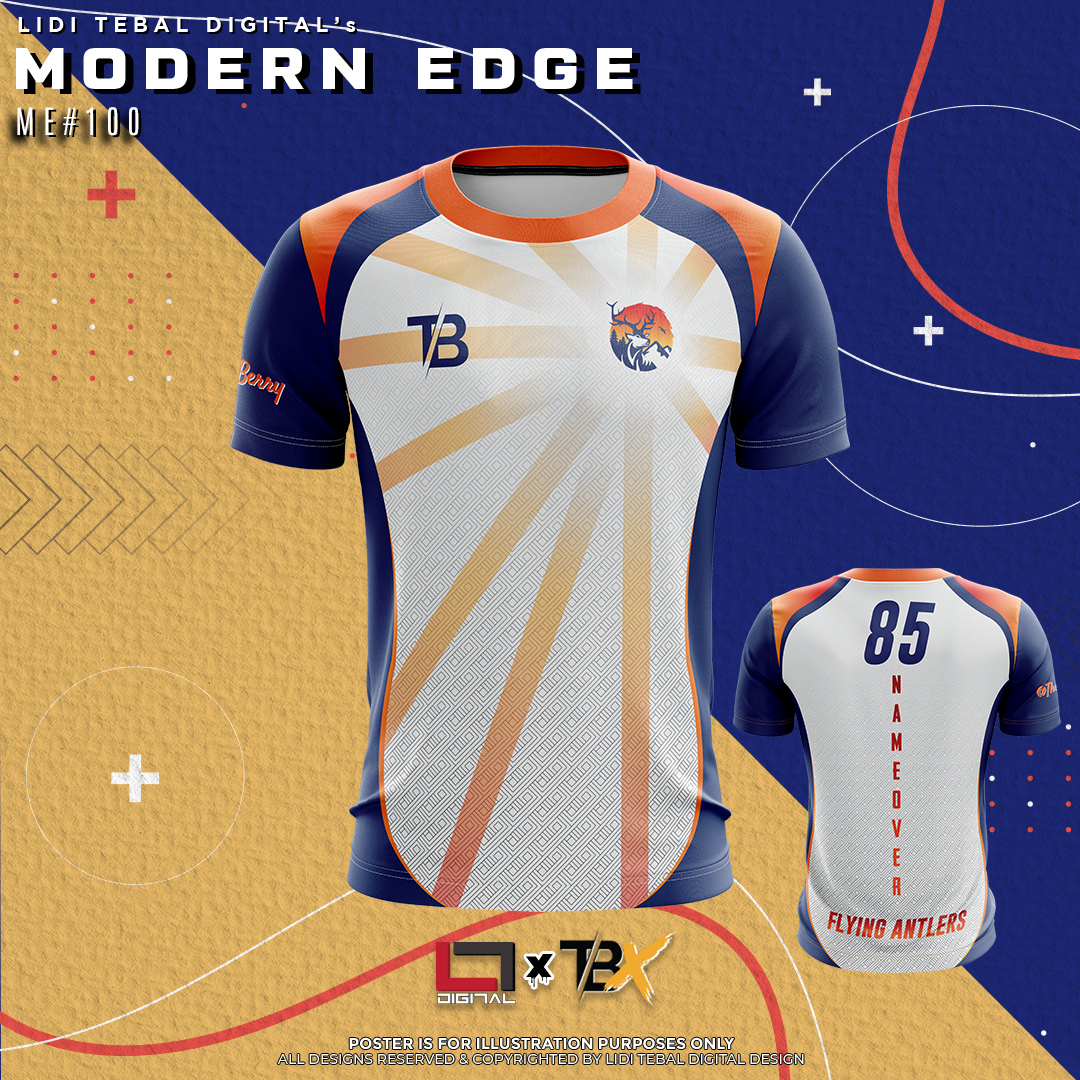 LIDI TEBAL DIGITAL's
MODERN EDGE
ME#100
TB
Berry
85
NAMEOVER
@The
FLYING ANTLERS
DIGITAL
x
TBX
POSTER IS FOR ILLUSTRATION PURPOSES ONLY
ALL DESIGNS RESERVED & COPYRIGHTED BY LIDI TEBAL DIGITAL DESIGN